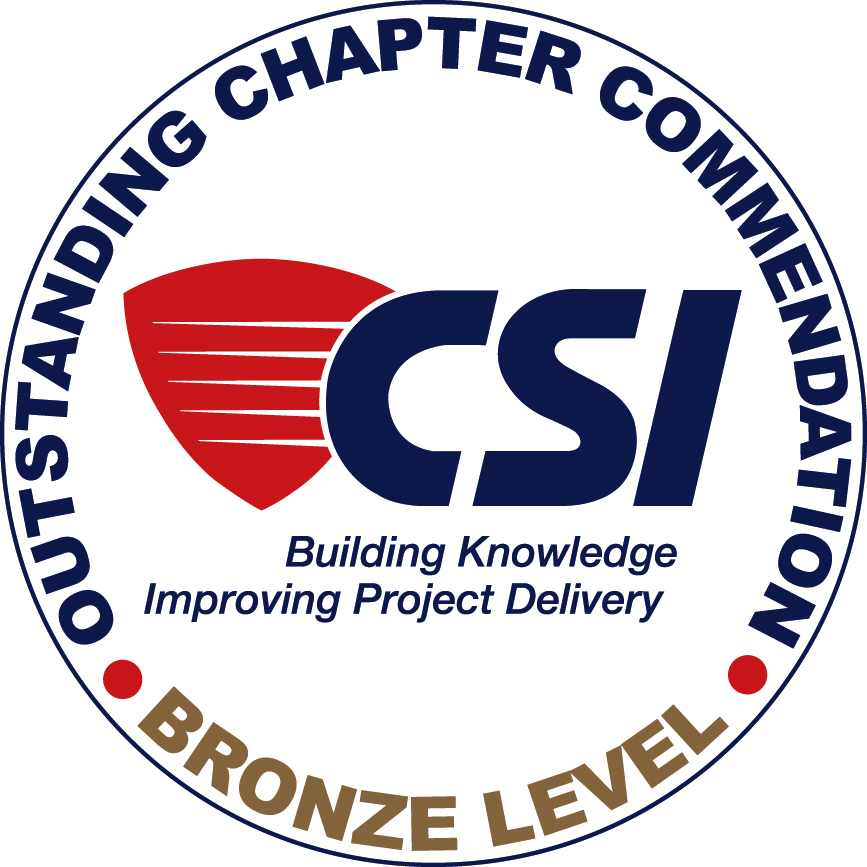 OUTSTANDING CHAPTER COMMENDATION
CSI
Building Knowledge
Improving Project Delivery
BRONZE LEVEL